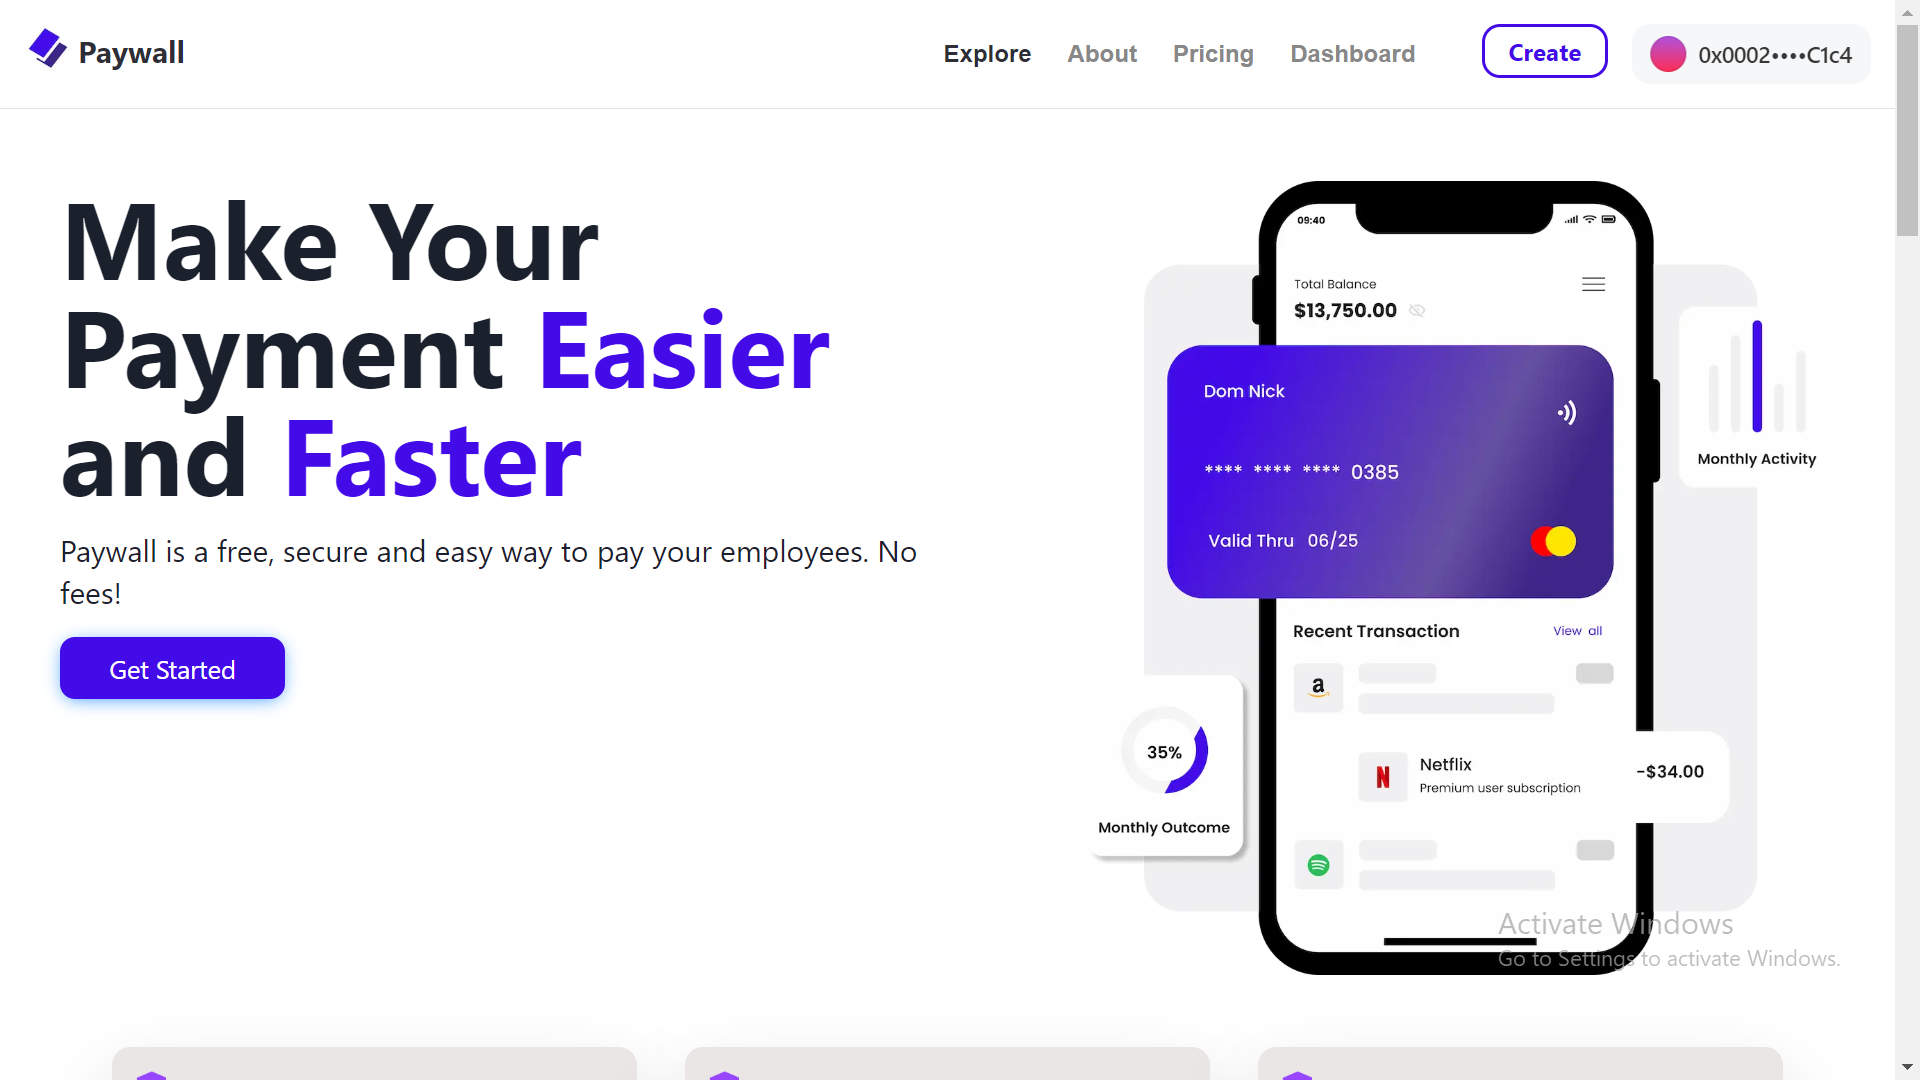 Paywall
Explore
About
Pricing
Dashboard
Create
0x0002••••C1c4
Make Your
Payment Easier
and Faster
Paywall is a free, secure and easy way to pay your employees. No
fees!
Get Started
09:40
Total Balance
$13,750.00
Dom Nick
**** **** **** 0385
Valid Thru 06/25
Monthly Activity
Recent Transaction
View all
a
35%
Monthly Outcome
N
Netflix
Premium user subscription
-$34.00
Activate Windows
Go to Settings to activate Windows.